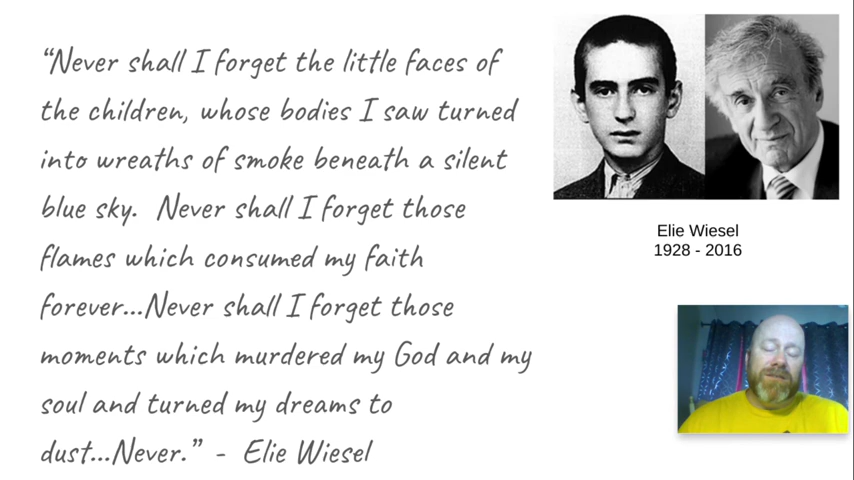 “Never shall I forget the little faces of
the children, whose bodies I saw turned
into wreaths of smoke beneath a silent
blue sky.  Never shall I forget those
flames which consumed my faith
forever...Never shall I forget those
moments which murdered my God and my
soul and turned my dreams to
dust...Never.” -  Elie Wiesel
Elie Wiesel
1928 - 2016